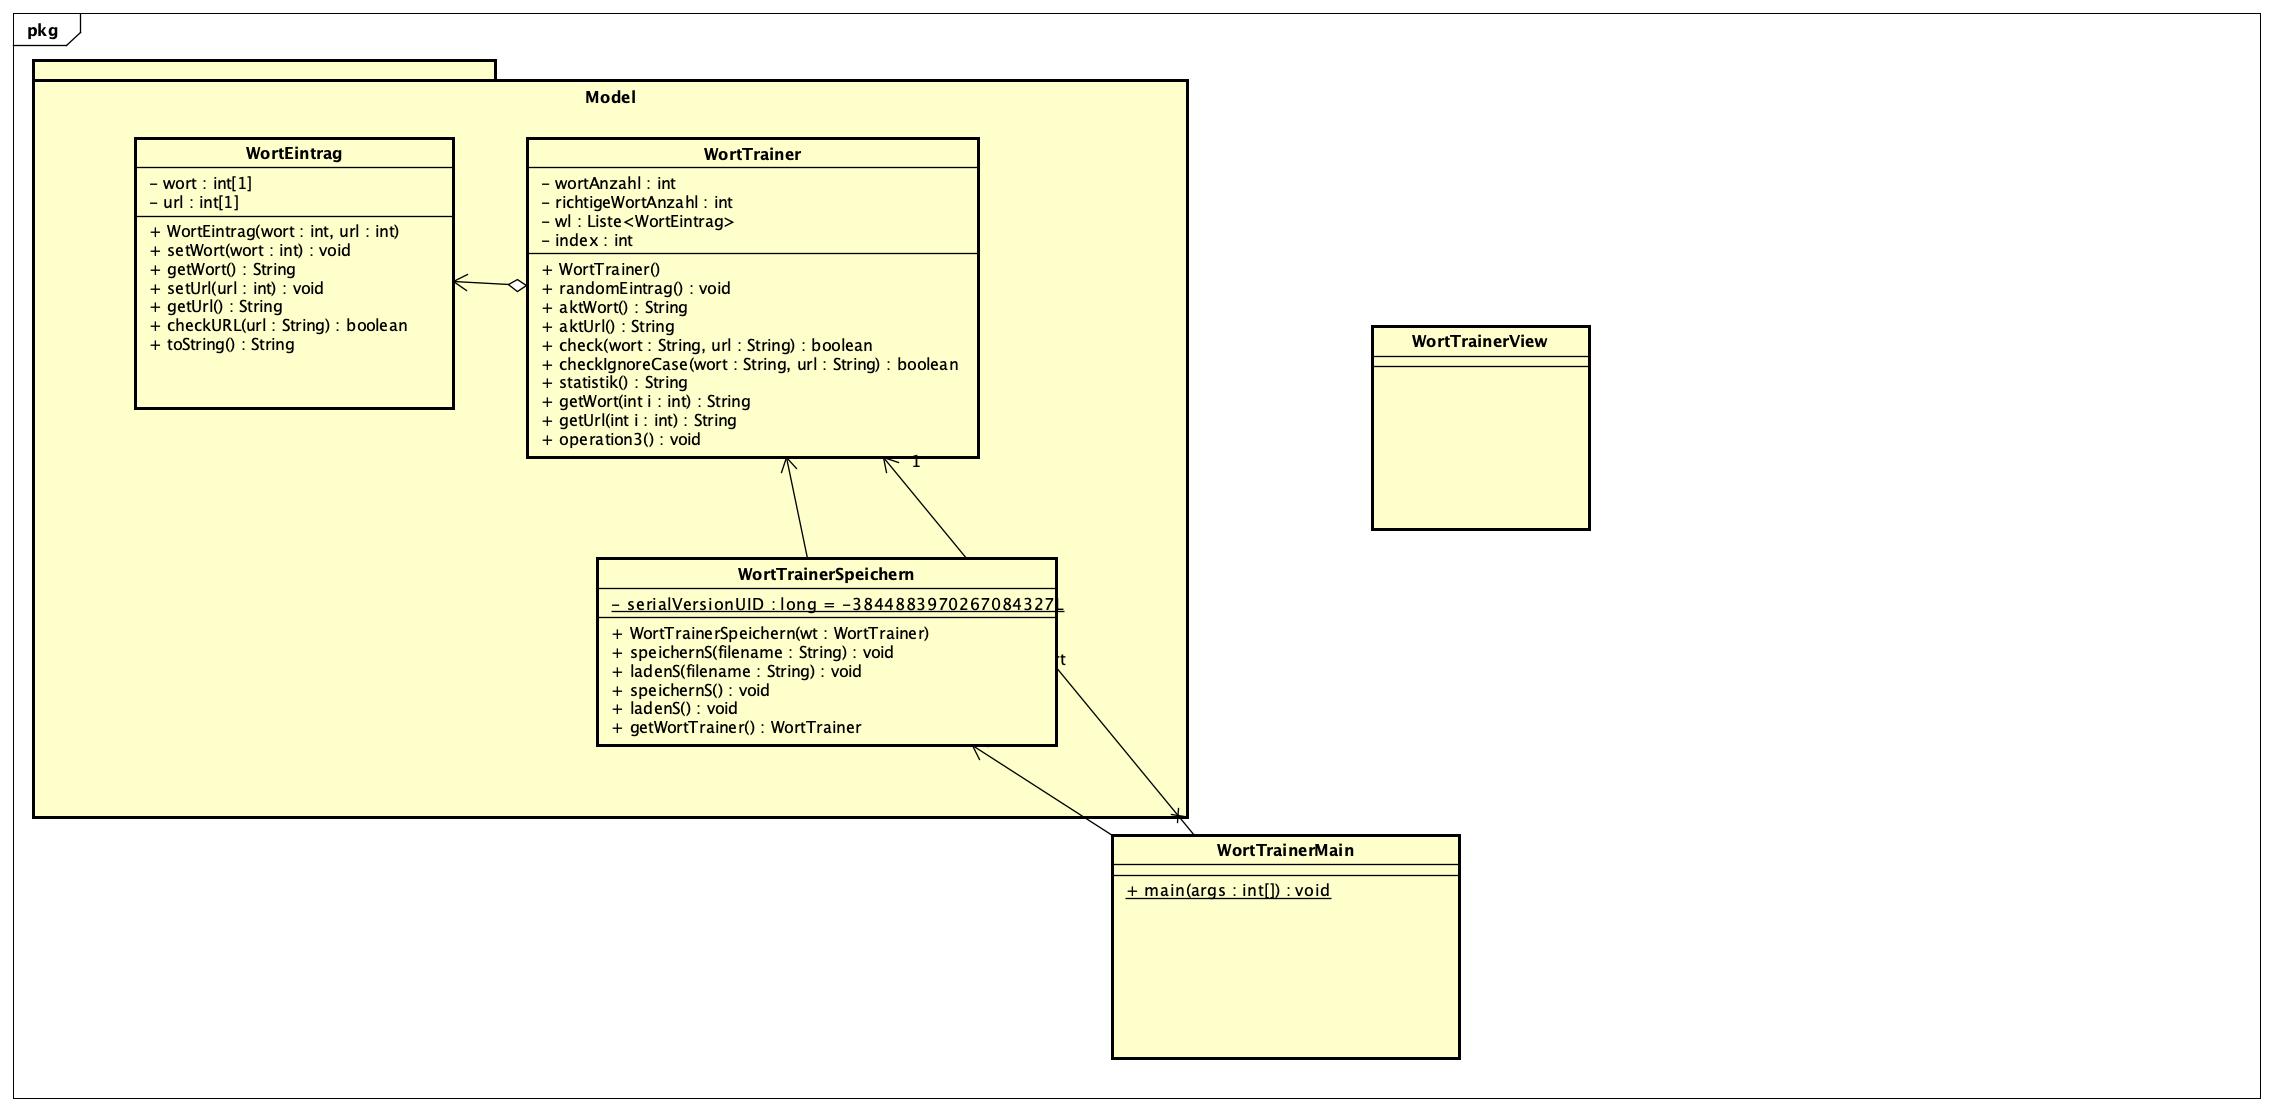 pkg
Model
WortEintrag
- wort : int[1]
- url : int[1]
+ WortEintrag(wort : int, url : int)
+ setWort(wort : int) : void
+ getWort() : String
+ setUrl(url : int) : void
+ getUrl() : String
+ checkURL(url : String) : boolean
+ toString() : String
WortTrainer
- wortAnzahl : int
- richtigeWortAnzahl : int
- wl : Liste<WortEintrag>
- index : int
+ WortTrainer()
+ randomEintrag() : void
+ aktWort() : String
+ aktUrl() : String
+ check(wort : String, url : String) : boolean
+ checkIgnoreCase(wort : String, url : String) : boolean
+ statistik() : String
+ getWort(int i : int) : String
+ getUrl(int i : int) : String
+ operation3() : void
1
WortTrainerView
WortTrainerSpeichern
- serialVersionUID : long = -3844883970267084327L
+ WortTrainerSpeichern(wt : WortTrainer)
+ speichernS(filename : String) : void
+ ladenS(filename : String) : void
+ speichernS() : void
+ ladenS() : void
+ getWortTrainer() : WortTrainer
WortTrainerMain
+ main(args : int[]) : void